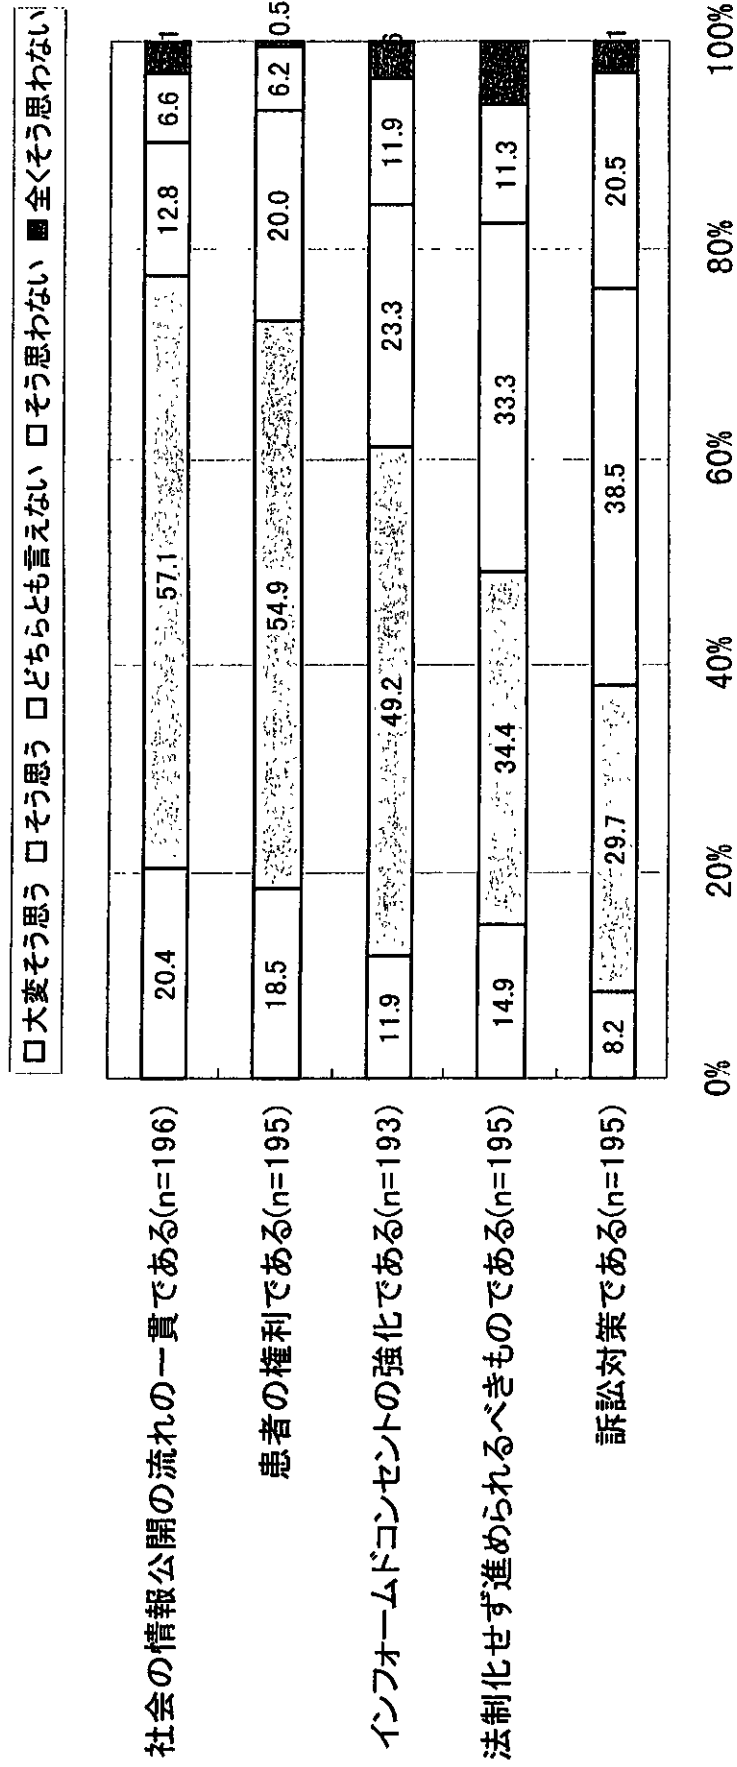 □大変そう思う □そう思う □どちらとも言えない □そう思わない ■全くそう思わない
社会の情報公開の流れの一貫である(n=196) 20.4 57.1 12.8 6.6
患者の権利である(n=195) 18.5 54.9 20.0 6.2 0.5
インフォームドコンセントの強化である(n=193) 11.9 49.2 23.3 11.9
法制化せず進められるべきものである(n=195) 14.9 34.4 33.3 11.3
訴訟対策である(n=195) 8.2 29.7 38.5 20.5
0% 20% 40% 60% 80% 100%